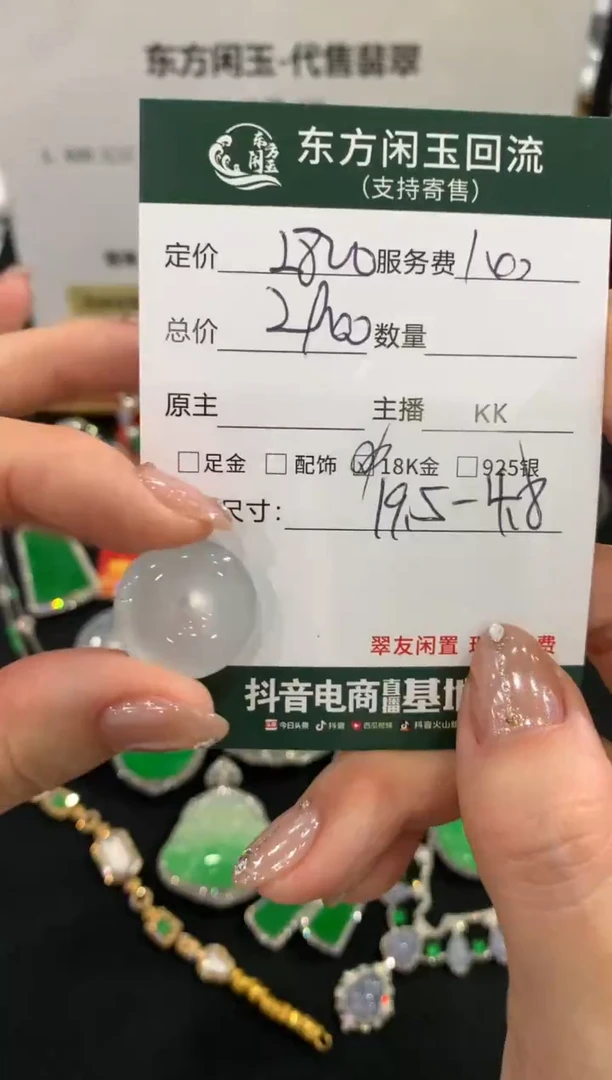 东方闲玉·代售翡翠
东方闲玉
东方闲玉回流
(支持寄售)
定价 2800 服务费 100
总价 2900 数量
原主 主播 KK
□足金 □配饰 18K金 □925银
尺寸: 19.5-4.8
翠友闲置 费
抖音电商直播基地
今日头条 抖音 西瓜视频 抖音火山